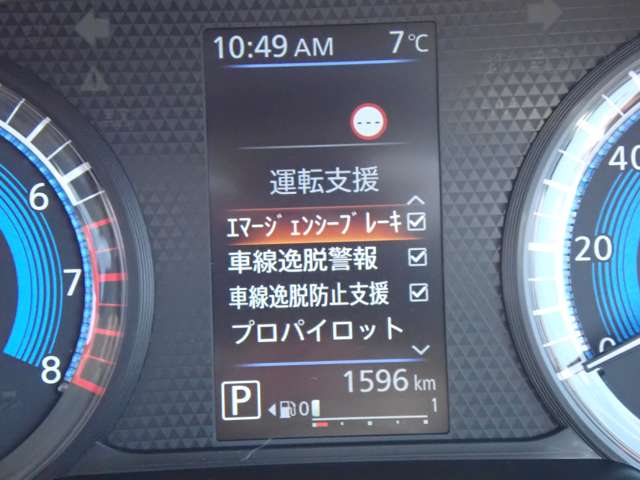 10:49 AM 7℃
---
運転支援
ｴﾏｰｼﾞｪﾝｼｰﾌﾞﾚｰｷ
車線逸脱警報
車線逸脱防止支援
プロパイロット
1596 km
P 0 1
6
7
8
40
20
0